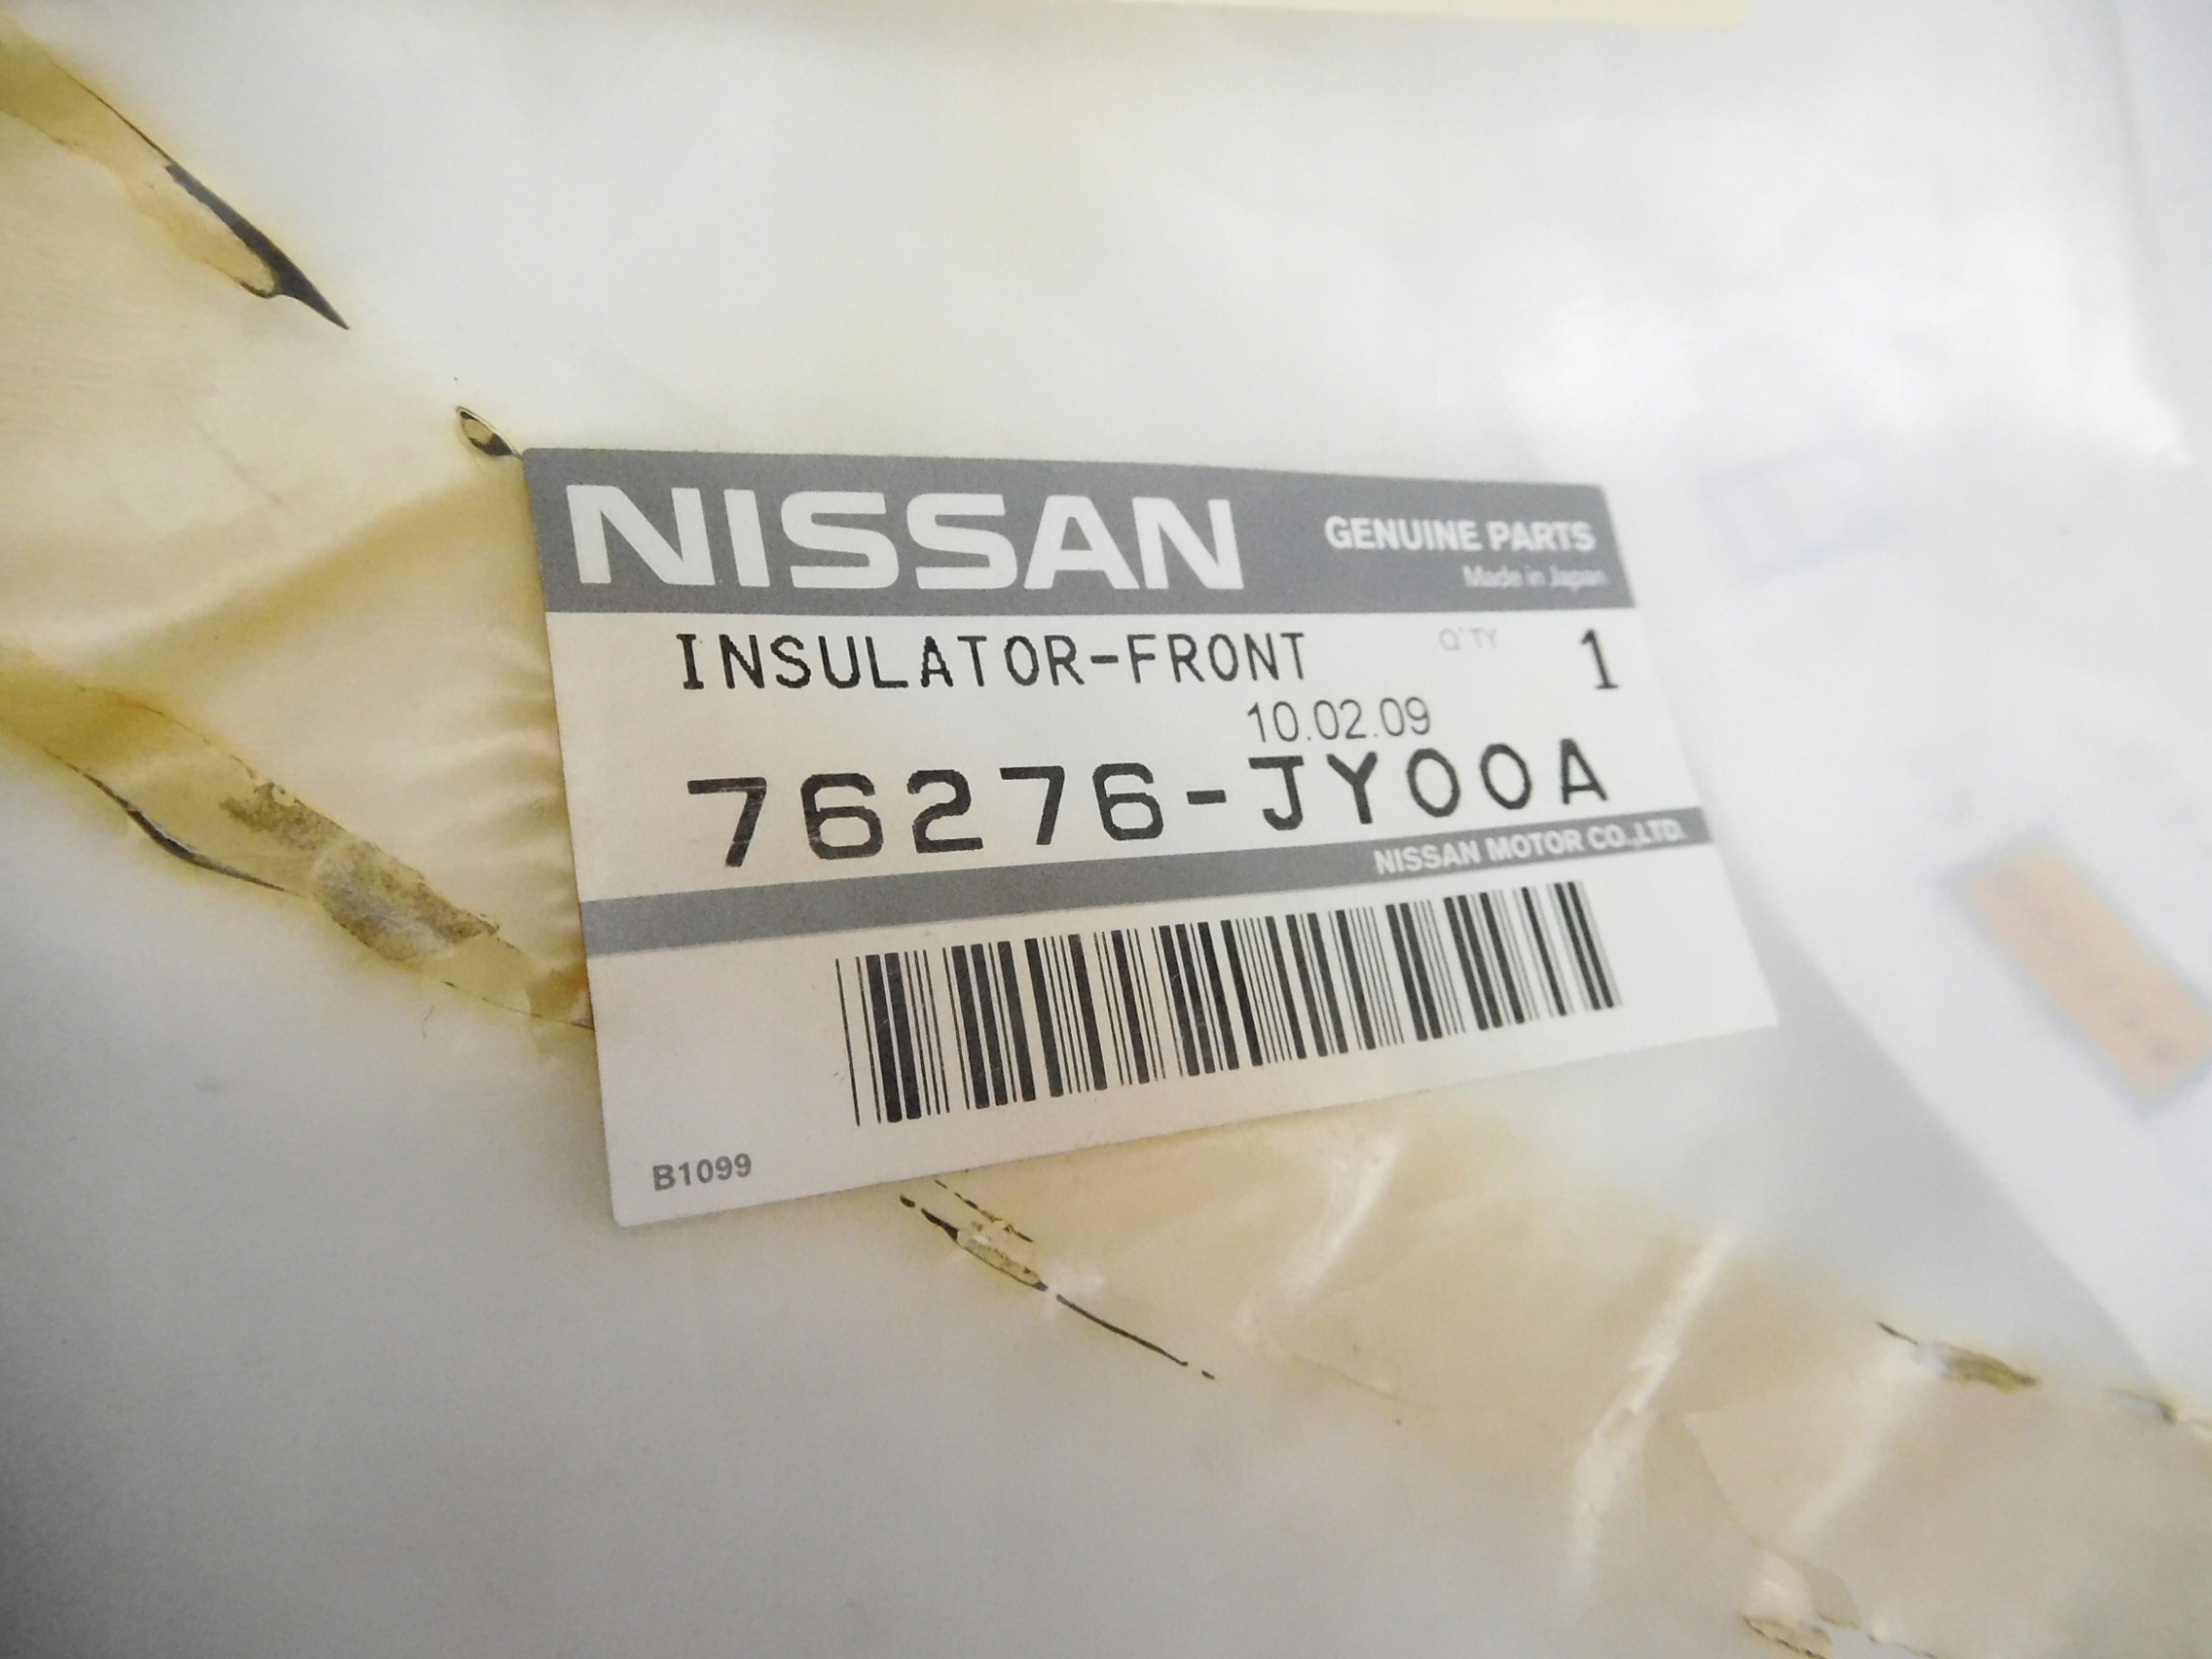 NISSAN
GENUINE PARTS
Made in Japan
INSULATOR-FRONT
Q'TY 1
10.02.09
76276-JY00A
NISSAN MOTOR CO.,LTD.
B1099